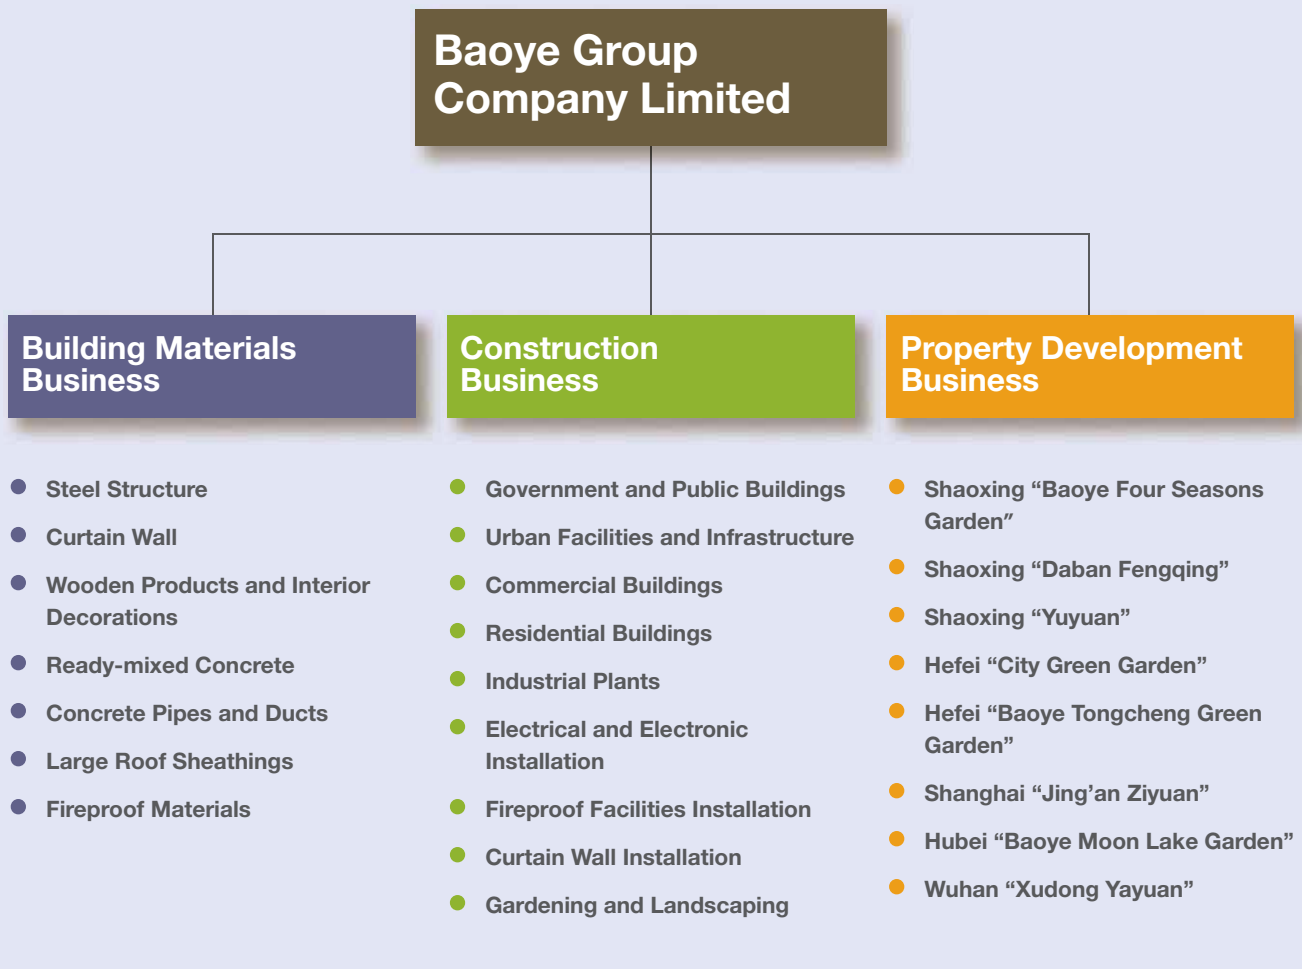 Baoye Group
Company Limited
Building Materials
Business
Steel Structure
Curtain Wall
Wooden Products and Interior
Decorations
Ready-mixed Concrete
Concrete Pipes and Ducts
Large Roof Sheathings
Fireproof Materials
Construction
Business
Government and Public Buildings
Urban Facilities and Infrastructure
Commercial Buildings
Residential Buildings
Industrial Plants
Electrical and Electronic
Installation
Fireproof Facilities Installation
Curtain Wall Installation
Gardening and Landscaping
Property Development
Business
Shaoxing “Baoye Four Seasons
Garden”
Shaoxing “Daban Fengqing”
Shaoxing “Yuyuan”
Hefei “City Green Garden”
Hefei “Baoye Tongcheng Green
Garden”
Shanghai “Jing’an Ziyuan”
Hubei “Baoye Moon Lake Garden”
Wuhan “Xudong Yayuan”